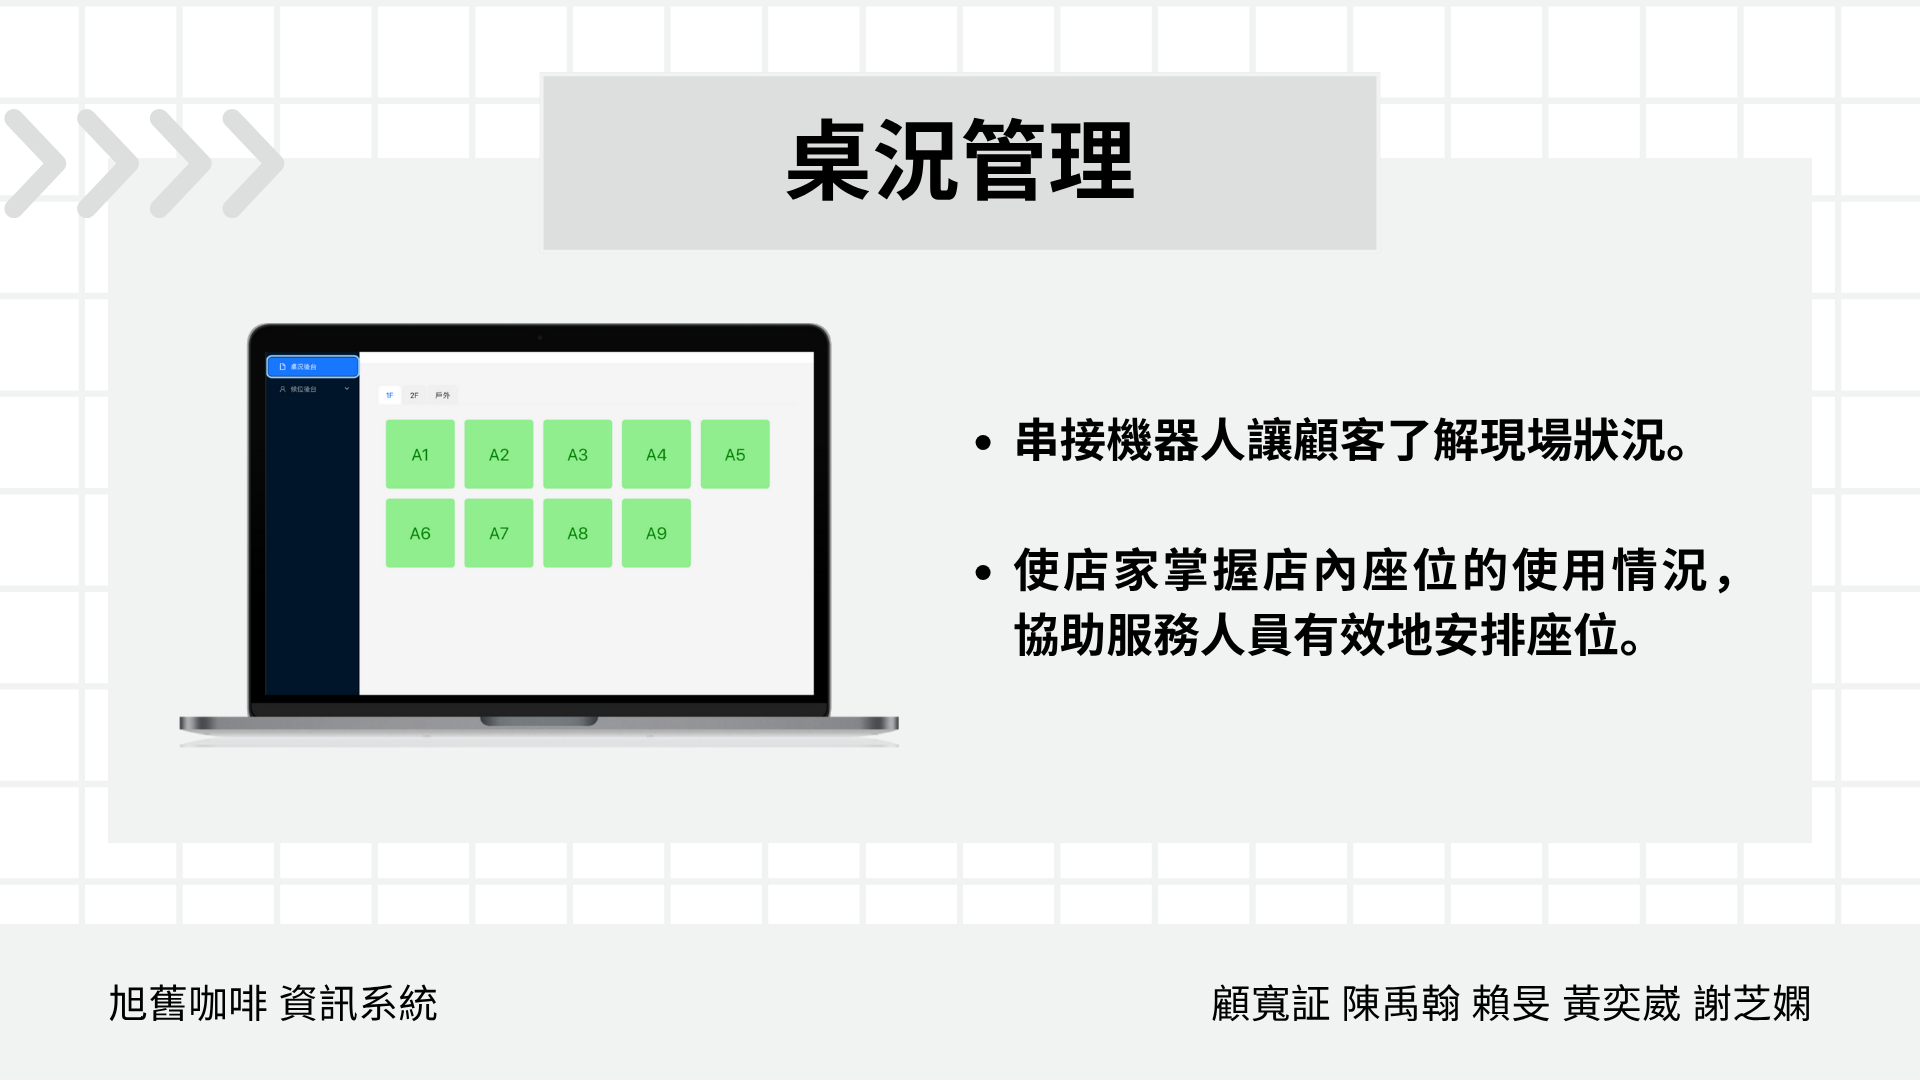 桌況管理
桌況後台
候位後台
1F 2F 戶外
A1 A2 A3 A4 A5
A6 A7 A8 A9
• 串接機器人讓顧客了解現場狀況。
• 使店家掌握店內座位的使用情況，
協助服務人員有效地安排座位。
旭舊咖啡 資訊系統
顧寬証 陳禹翰 賴旻 黃奕崴 謝芝嫻